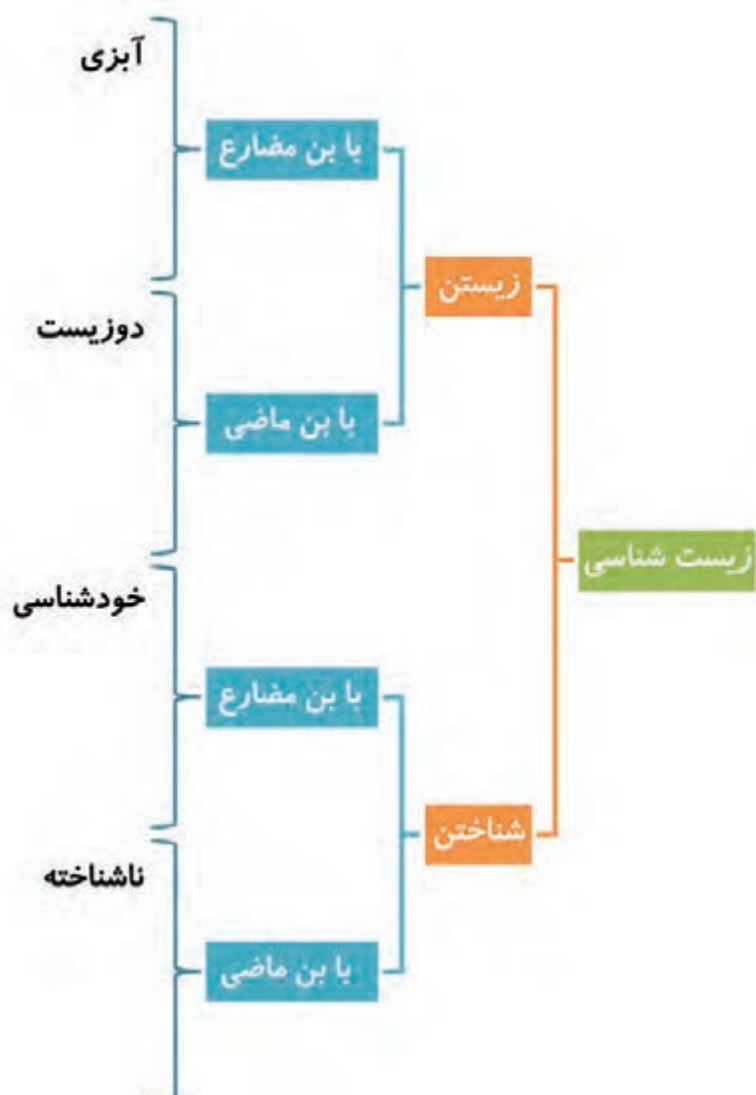 زیست شناسی
زیستن
با بن مضارع
آبزی
با بن ماضی
دوزیست
شناختن
با بن مضارع
خودشناسی
با بن ماضی
ناشناخته